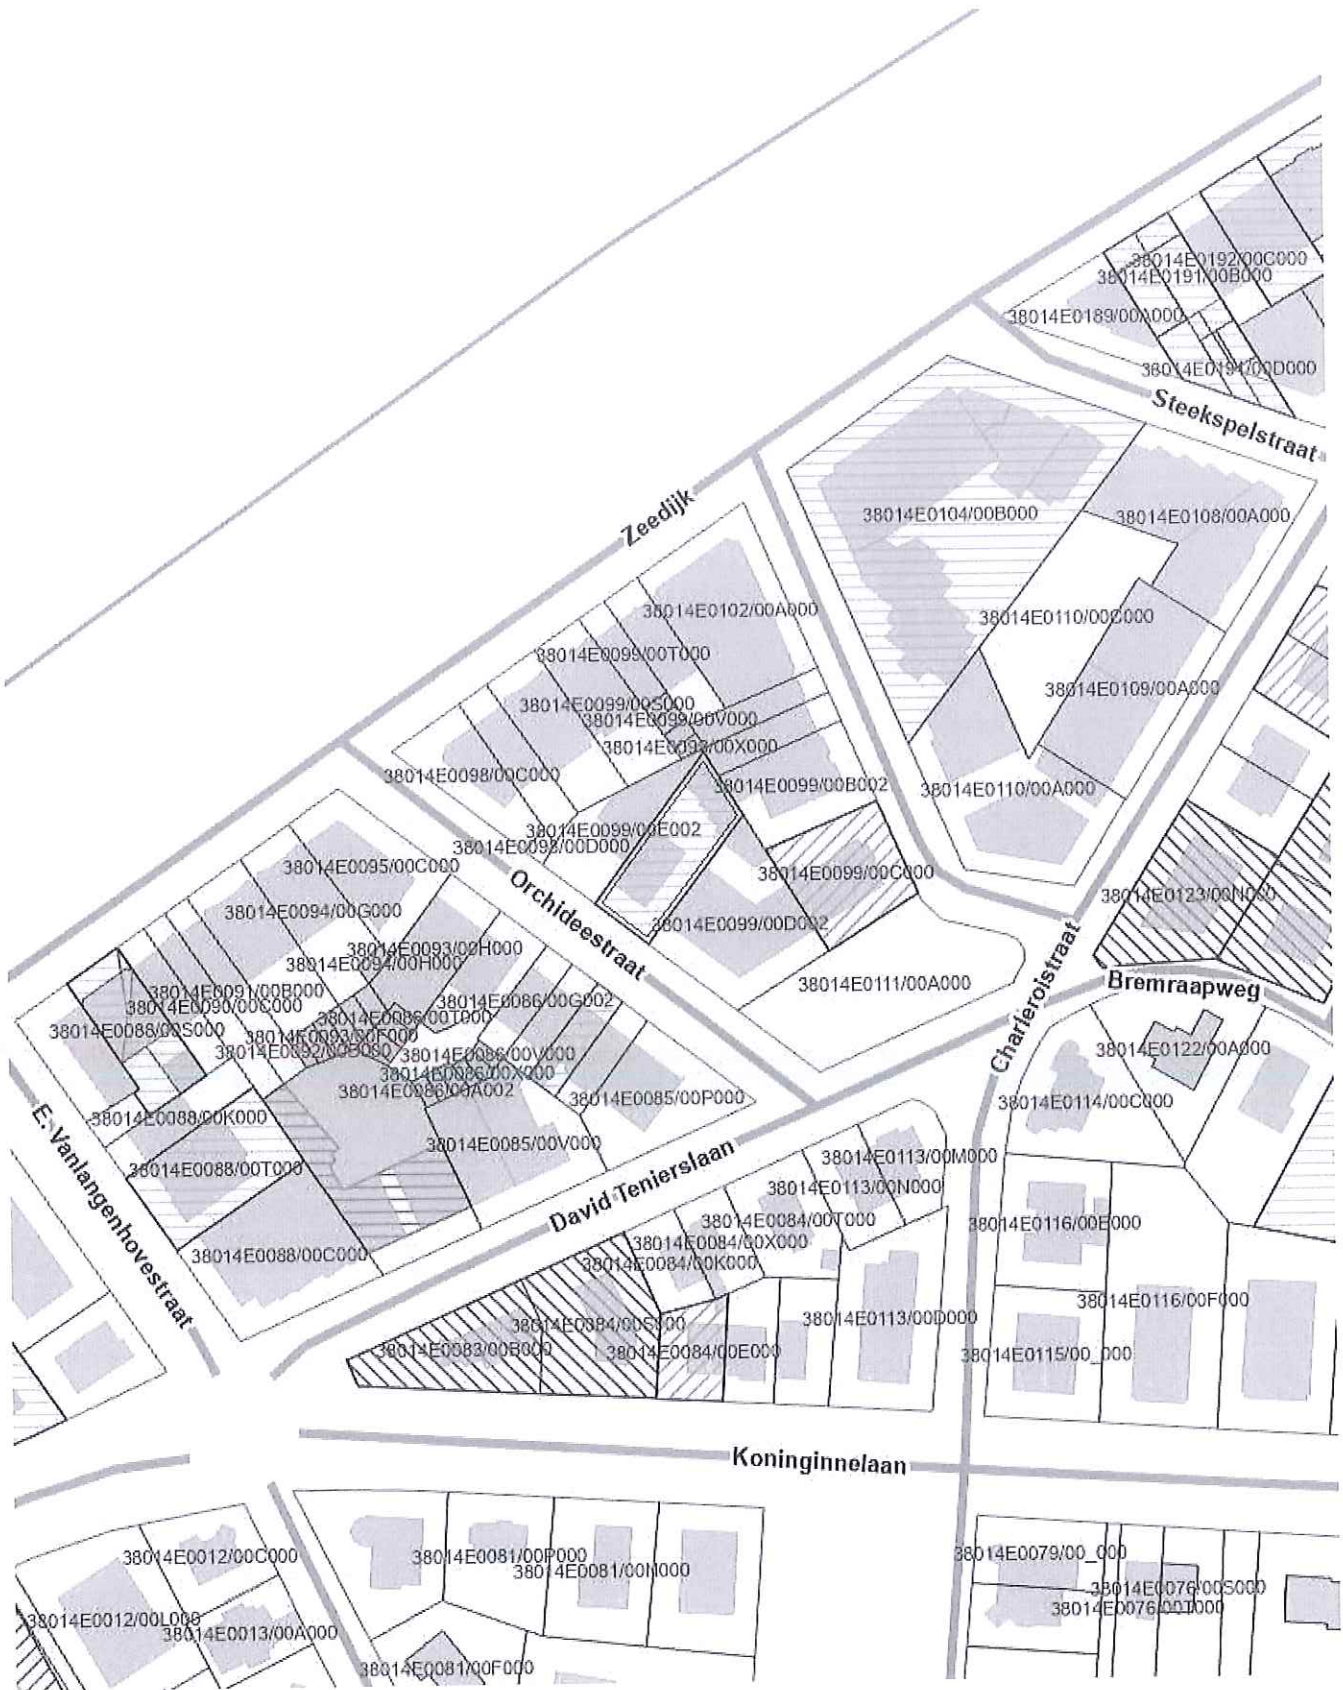 38014E0192/00C000
38014E0191/00B000
38014E0189/00A000
38014E0191/00D000
Steekspelstraat
Zeedijk
38014E0104/00B000
38014E0108/00A000
38014E0102/00A000
38014E0110/00C000
38014E0099/00T000
38014E0109/00A000
38014E0099/00S000
38014E0099/00V000
38014E0099/00X000
38014E0098/00C000
38014E0099/00B002
38014E0110/00A000
38014E0099/00E002
38014E0098/00D000
38014E0095/00C000
38014E0099/00C000
Orchideestraat
38014E0123/00N000
38014E0094/00G000
38014E0099/00D002
38014E0093/00H000
38014E0094/00H000
38014E0111/00A000
Charleroistraat
Bremraapweg
38014E0091/00B000
38014E0090/00C000
38014E0086/00G002
38014E0086/00T000
38014E0088/00S000
38014E0093/00F000
38014E0086/00V000
38014E0122/00A000
38014E0086/00X000
38014E0086/00A002
38014E0085/00P000
38014E0114/00C000
E. Vanlangenhovestraat
38014E0088/00K000
38014E0085/00V000
38014E0088/00T000
David Tenierslaan
38014E0113/00M000
38014E0113/00N000
38014E0084/00T000
38014E0116/00E000
38014E0084/00X000
38014E0088/00C000
38014E0084/00K000
38014E0116/00F000
38014E0084/00S000
38014E0113/00D000
38014E0083/00B000
38014E0084/00E000
38014E0115/00_000
Koninginnelaan
38014E0012/00C000
38014E0081/00P000
38014E0081/00N000
38014E0079/00_000
38014E0076/00S000
38014E0076/00T000
38014E0012/00L000
38014E0013/00A000
38014E0081/00F000